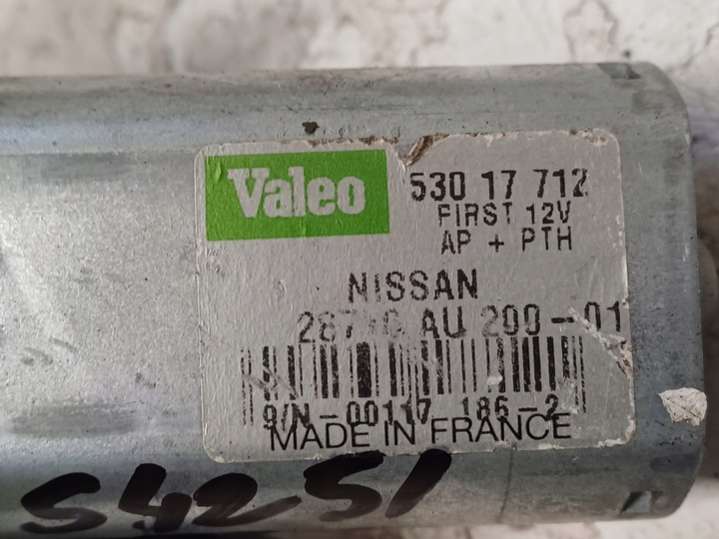 Valeo 530 17 712
FIRST 12V
AP + PTH
NISSAN
AU 200-01
S/N-00117 186-2
MADE IN FRANCE
S4251